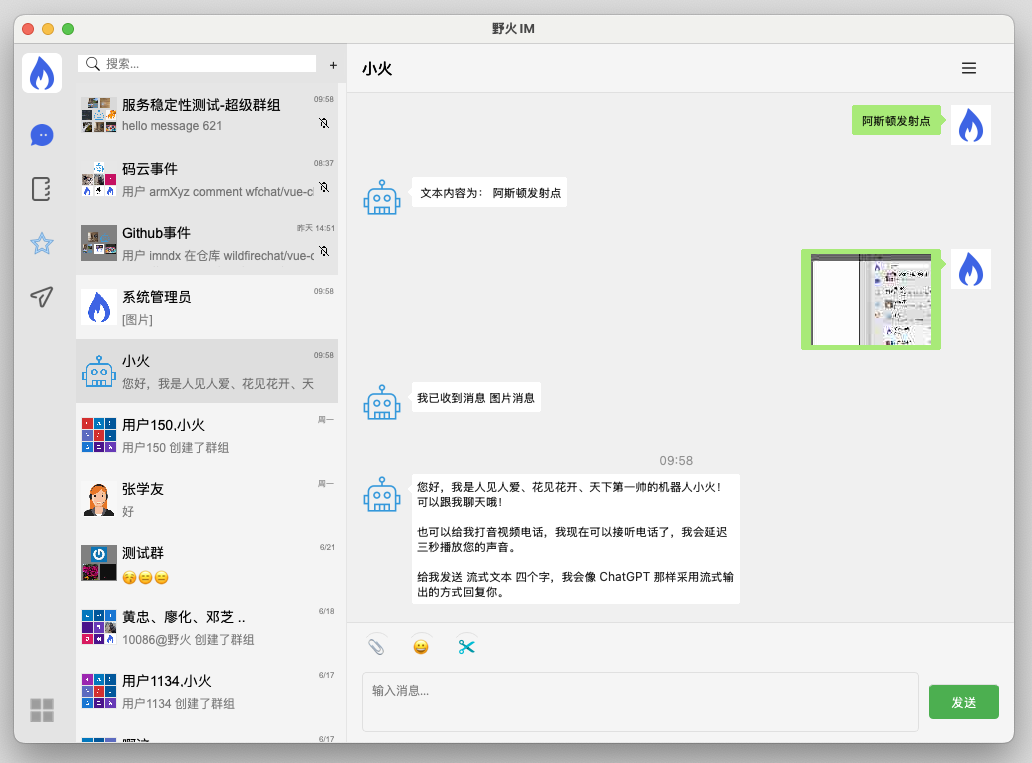 野火IM
搜索...
+
服务稳定性测试-超级群组
09:58
hello message 621
码云事件
08:37
用户 armXyz comment wfchat/vue-c
Github事件
昨天 14:51
用户 imndx 在仓库 wildfirechat/vue-c
系统管理员
09:58
[图片]
小火
09:58
您好，我是人见人爱、花见花开、天
用户150,小火
周一
用户150 创建了群组
张学友
周一
好
测试群
6/21
😚😊😊
黄忠、廖化、邓芝 ..
6/18
10086@野火 创建了群组
用户1134,小火
6/17
用户1134 创建了群组
6/17
小火
阿斯顿发射点
文本内容为： 阿斯顿发射点
我已收到消息 图片消息
09:58
您好，我是人见人爱、花见花开、天下第一帅的机器人小火！
可以跟我聊天哦！
也可以给我打音视频电话，我现在可以接听电话了，我会延迟
三秒播放您的声音。
给我发送 流式文本 四个字，我会像 ChatGPT 那样采用流式输
出的方式回复你。
输入消息...
发送